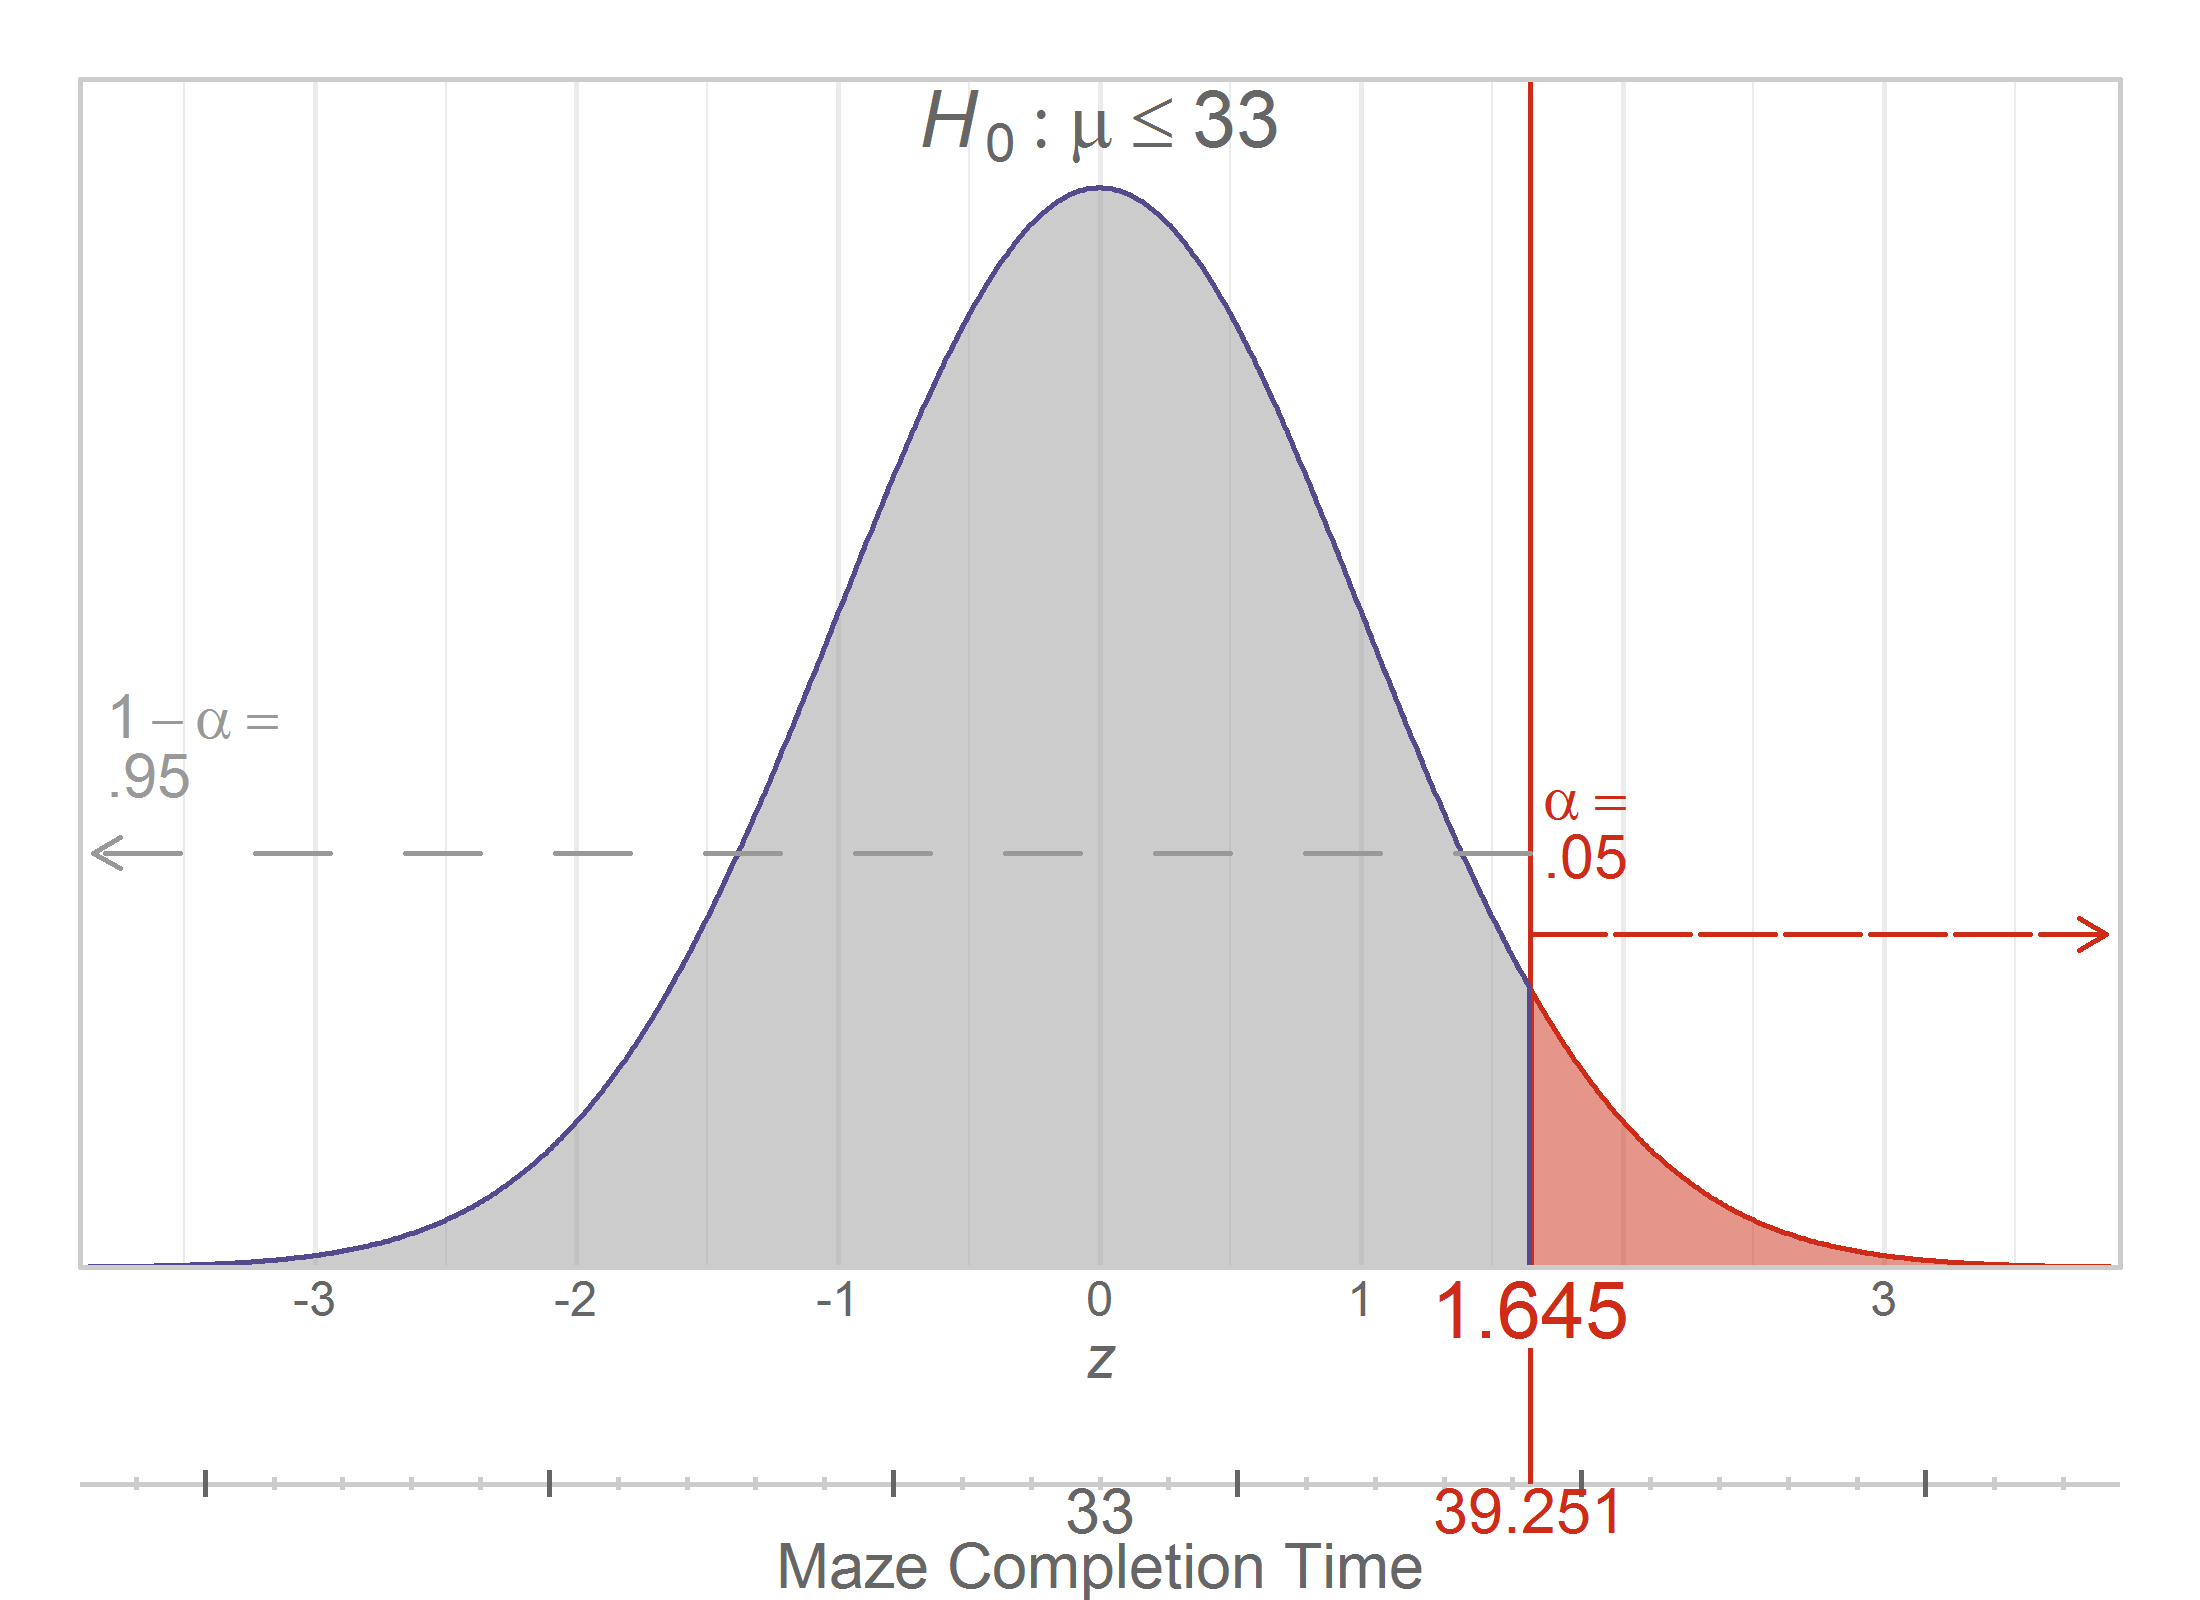 H₀ : μ ≤ 33
1 − α =
.95
α =
.05
-3 -2 -1 0 1 1.645 3
z
33 39.251
Maze Completion Time